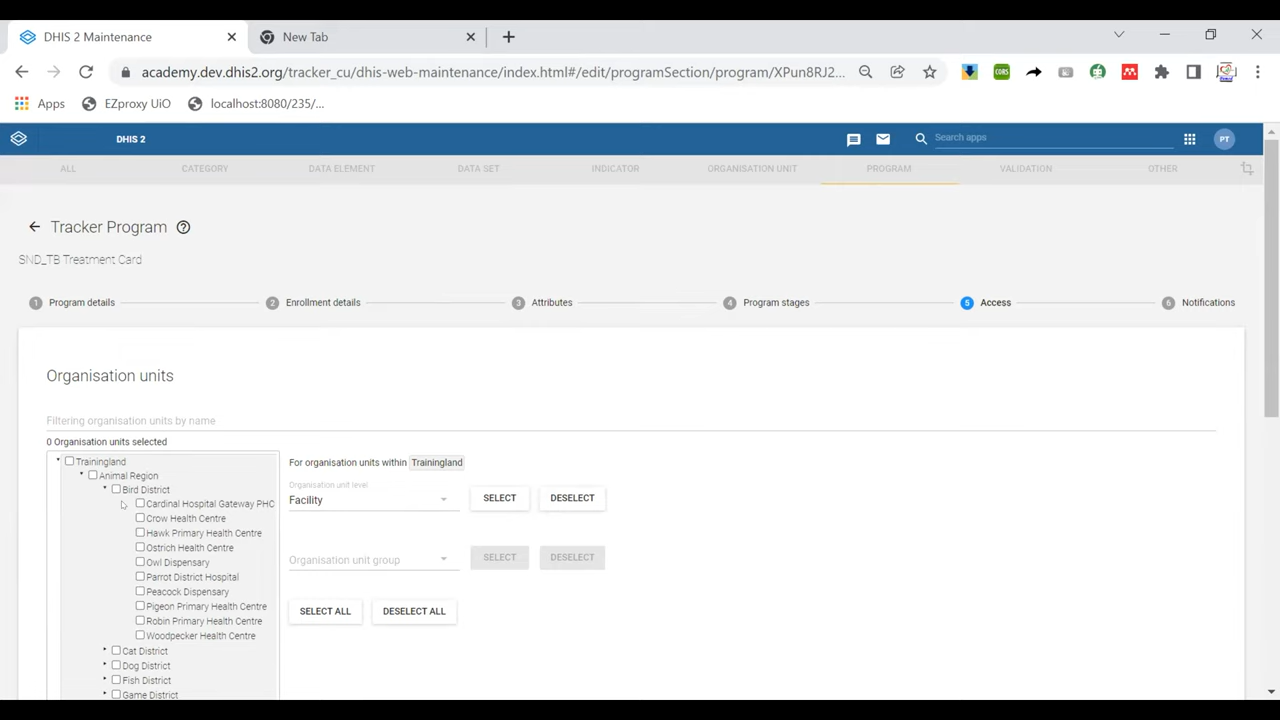 DHIS 2 Maintenance
New Tab
academy.dev.dhis2.org/tracker_cu/dhis-web-maintenance/index.html#/edit/programSection/program/XPun8RJ2...
Apps
EZproxy UiO
localhost:8080/235/...
DHIS 2
Search apps
PT
ALL
CATEGORY
DATA ELEMENT
DATA SET
INDICATOR
ORGANISATION UNIT
PROGRAM
VALIDATION
OTHER
Tracker Program
SND_TB Treatment Card
1 Program details
2 Enrollment details
3 Attributes
4 Program stages
5 Access
6 Notifications
Organisation units
Filtering organisation units by name
0 Organisation units selected
Trainingland
Animal Region
Bird District
Cardinal Hospital Gateway PHC
Crow Health Centre
Hawk Primary Health Centre
Ostrich Health Centre
Owl Dispensary
Parrot District Hospital
Peacock Dispensary
Pigeon Primary Health Centre
Robin Primary Health Centre
Woodpecker Health Centre
Cat District
Dog District
Fish District
Game District
For organisation units within Trainingland
Organisation unit level
Facility
SELECT
DESELECT
Organisation unit group
SELECT
DESELECT
SELECT ALL
DESELECT ALL